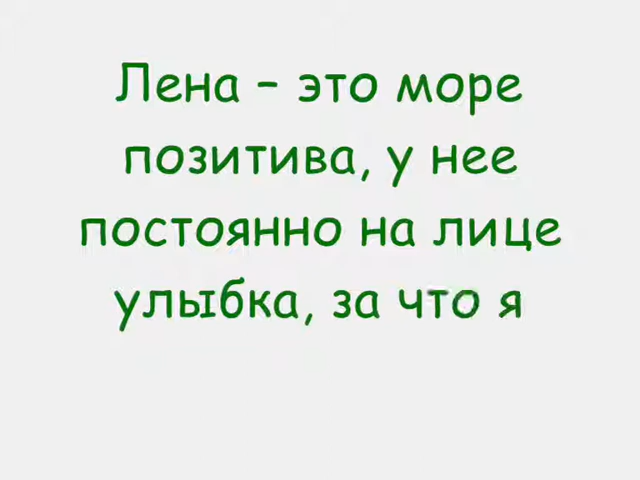 Лена – это море
позитива, у нее
постоянно на лице
улыбка, за что я